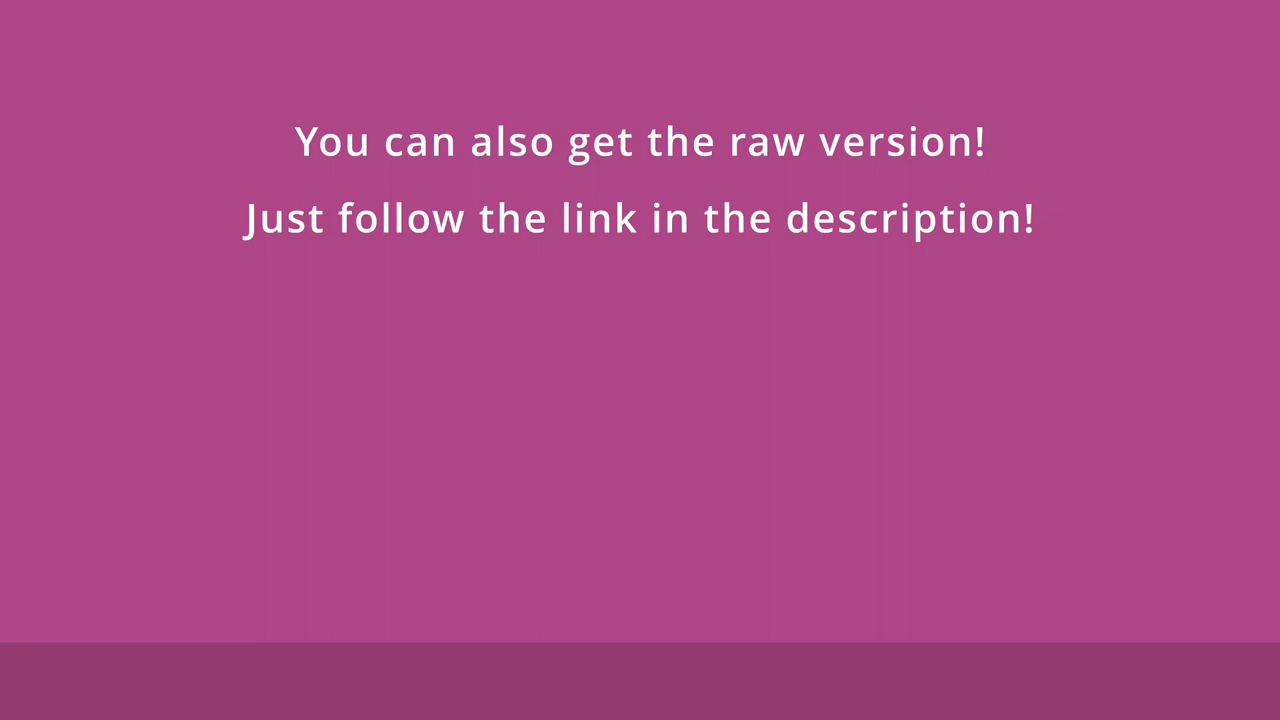 You can also get the raw version!
Just follow the link in the description!